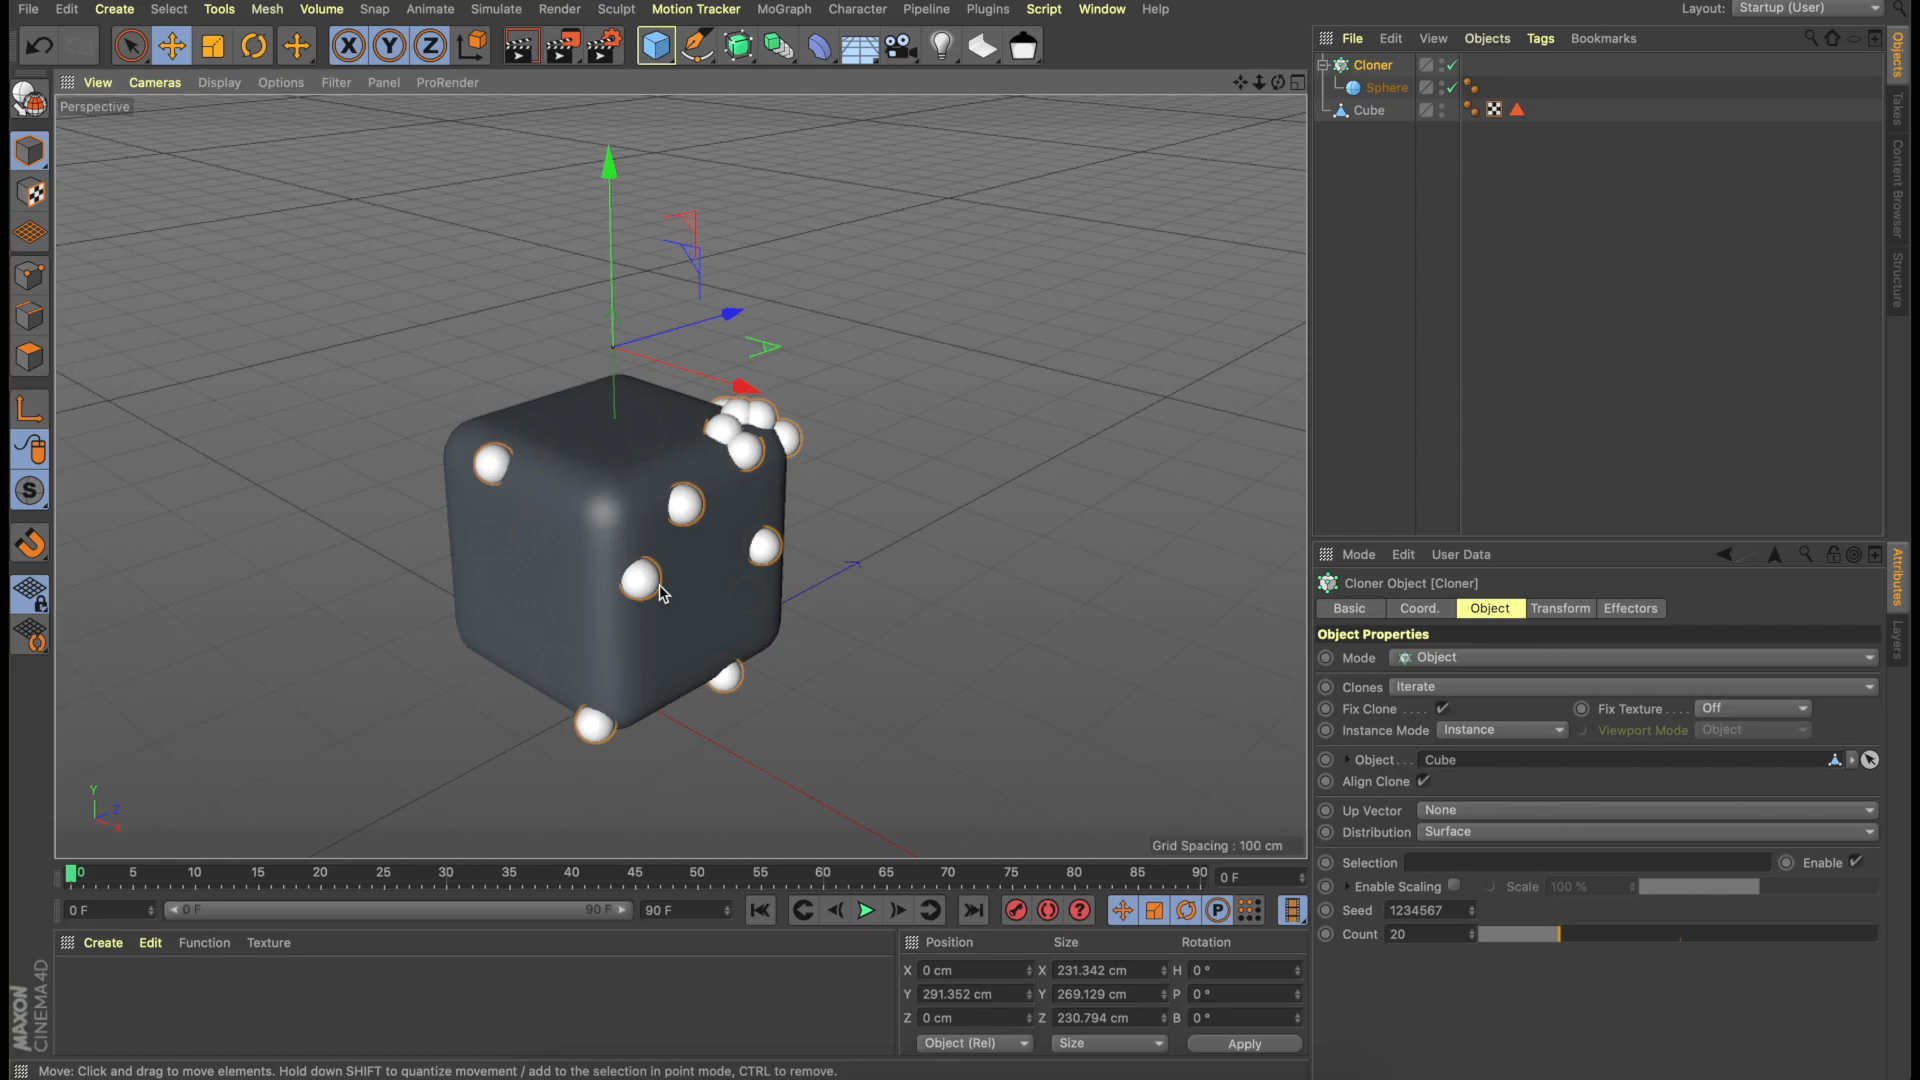 File Edit Create Select Tools Mesh Volume Snap Animate Simulate Render Sculpt Motion Tracker MoGraph Character Pipeline Plugins Script Window Help
Layout: Startup (User)
X Y Z
File Edit View Objects Tags Bookmarks
Objects
Takes
Content Browser
Structure
Cloner
Sphere
Cube
View Cameras Display Options Filter Panel ProRender
Perspective
Y
Z
X
Grid Spacing : 100 cm
Mode Edit User Data
Attributes
Layers
Cloner Object [Cloner]
Basic Coord. Object Transform Effectors
Object Properties
Mode Object
Clones Iterate
Fix Clone .... Fix Texture .... Off
Instance Mode Instance Viewport Mode Object
Object... Cube
Align Clone
Up Vector None
Distribution Surface
Selection Enable
Enable Scaling Scale 100 %
Seed 1234567
Count 20
0 5 10 15 20 25 30 35 40 45 50 55 60 65 70 75 80 85 90 0 F
0 F 0 F 90 F 90 F
Create Edit Function Texture
Position Size Rotation
X 0 cm X 231.342 cm H 0 °
Y 291.352 cm Y 269.129 cm P 0 °
Z 0 cm Z 230.794 cm B 0 °
Object (Rel) Size Apply
MAXON
CINEMA 4D
Move: Click and drag to move elements. Hold down SHIFT to quantize movement / add to the selection in point mode, CTRL to remove.